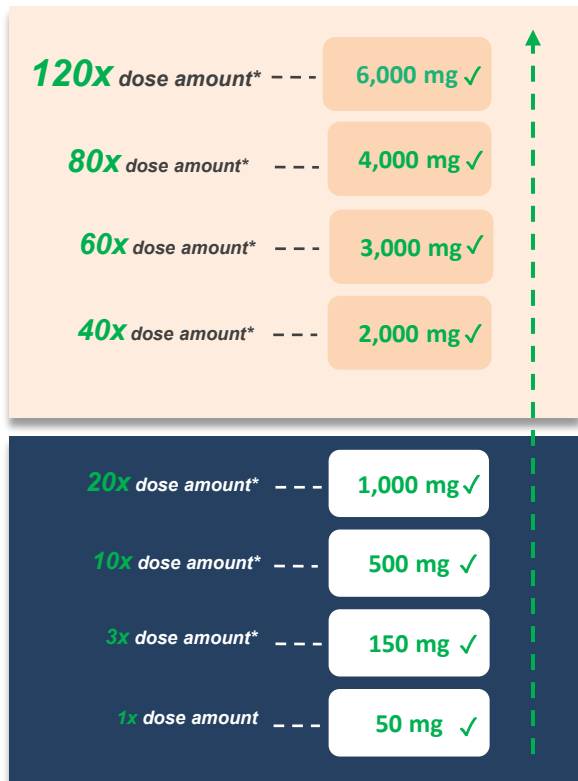 120x dose amount* 6,000 mg ✓
80x dose amount* 4,000 mg ✓
60x dose amount* 3,000 mg ✓
40x dose amount* 2,000 mg ✓
20x dose amount* 1,000 mg ✓
10x dose amount* 500 mg ✓
3x dose amount* 150 mg ✓
1x dose amount 50 mg ✓